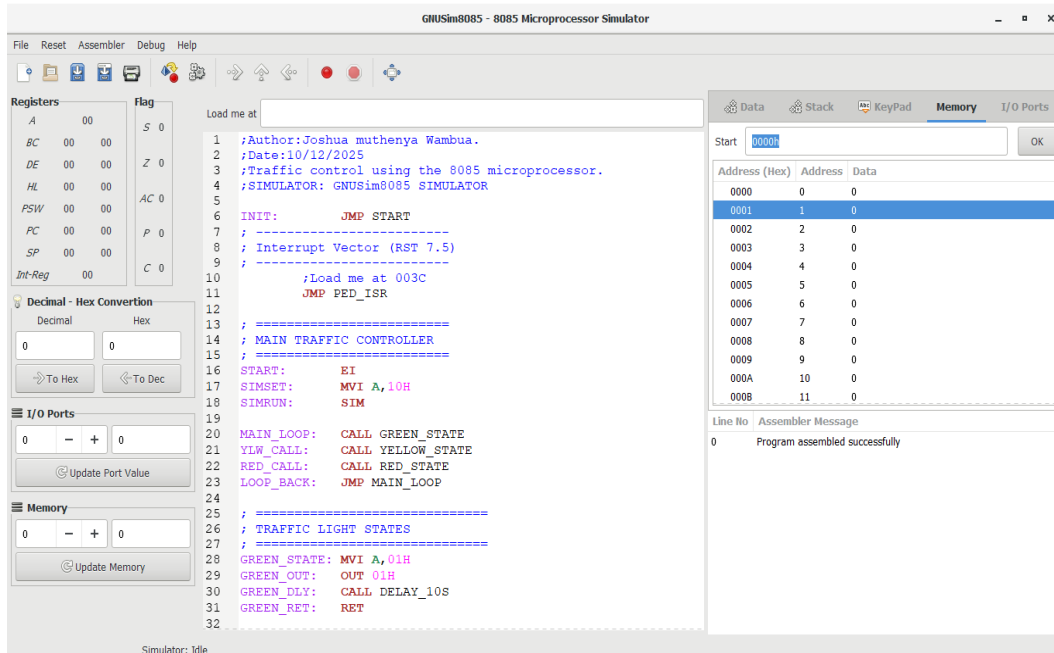 GNUSim8085 - 8085 Microprocessor Simulator
File Reset Assembler Debug Help
Registers
A 00
BC 00 00
DE 00 00
HL 00 00
PSW 00 00
PC 00 00
SP 00 00
Int-Reg 00
Flag
S 0
Z 0
AC 0
P 0
C 0
Decimal - Hex Convertion
Decimal Hex
0 0
To Hex To Dec
I/O Ports
0 - + 0
Update Port Value
Memory
0 - + 0
Update Memory
Load me at
1 ;Author:Joshua muthenya Wambua.
2 ;Date:10/12/2025
3 ;Traffic control using the 8085 microprocessor.
4 ;SIMULATOR: GNUSim8085 SIMULATOR
5
6 INIT: JMP START
7 ; -------------------------
8 ; Interrupt Vector (RST 7.5)
9 ; -------------------------
10 ;Load me at 003C
11 JMP PED_ISR
12
13 ; =========================
14 ; MAIN TRAFFIC CONTROLLER
15 ; =========================
16 START: EI
17 SIMSET: MVI A,10H
18 SIMRUN: SIM
19
20 MAIN_LOOP: CALL GREEN_STATE
21 YLW_CALL: CALL YELLOW_STATE
22 RED_CALL: CALL RED_STATE
23 LOOP_BACK: JMP MAIN_LOOP
24
25 ; ==============================
26 ; TRAFFIC LIGHT STATES
27 ; ==============================
28 GREEN_STATE: MVI A,01H
29 GREEN_OUT: OUT 01H
30 GREEN_DLY: CALL DELAY_10S
31 GREEN_RET: RET
32
Data Stack Abc KeyPad Memory I/O Ports
Start 0000h OK
Address (Hex) Address Data
0000 0 0
0001 1 0
0002 2 0
0003 3 0
0004 4 0
0005 5 0
0006 6 0
0007 7 0
0008 8 0
0009 9 0
000A 10 0
000B 11 0
Line No Assembler Message
0 Program assembled successfully
Simulator: Idle